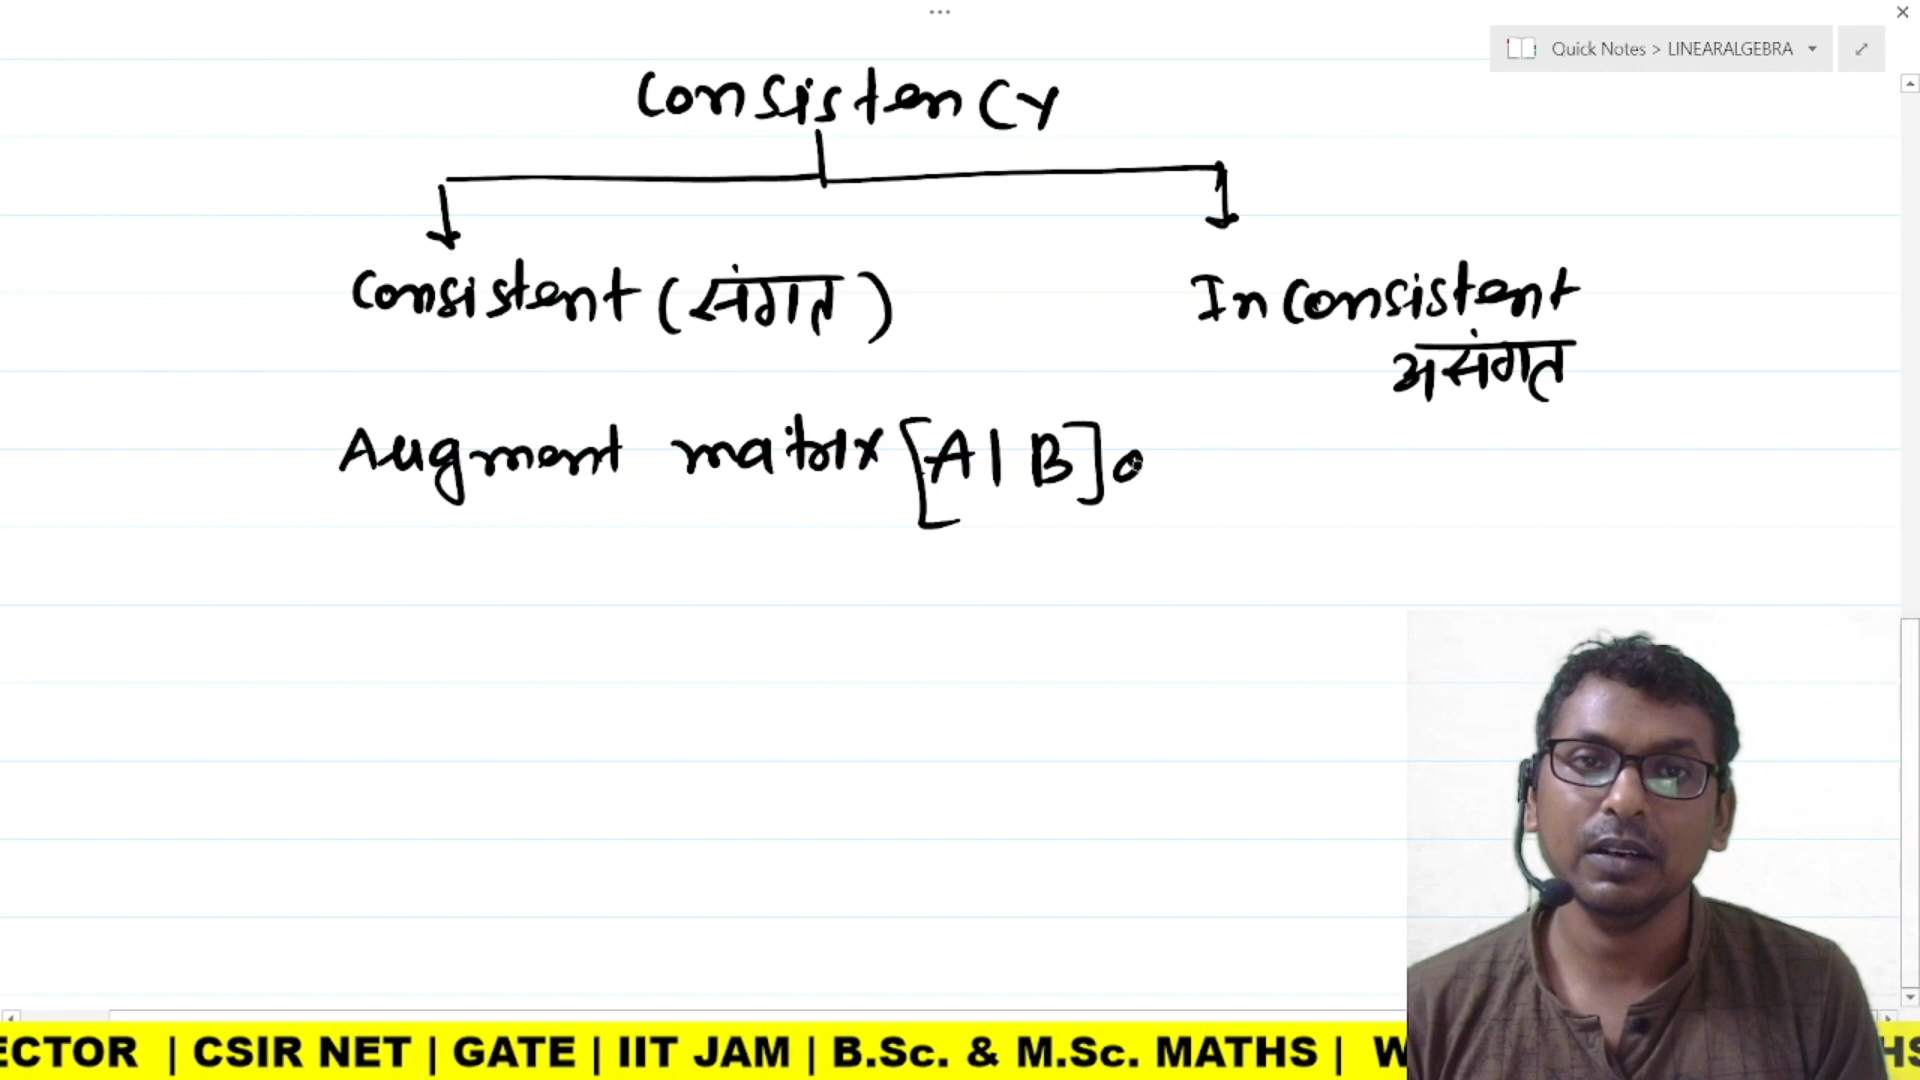 Quick Notes > LINEARALGEBRA
Consistency
Consistent (संगत)
Inconsistent
असंगत
Augment matrix [A | B] o
ECTOR | CSIR NET | GATE | IIT JAM | B.Sc. & M.Sc. MATHS | W
HS